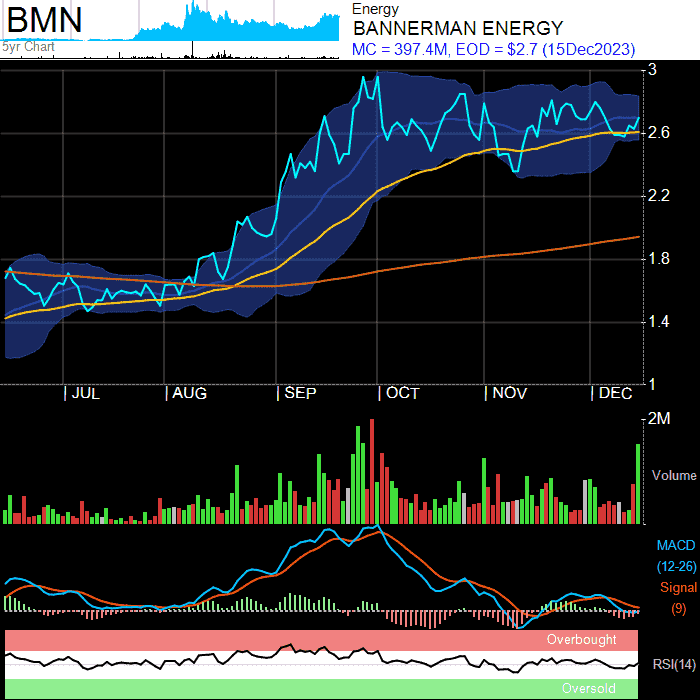 BMN
5yr Chart
Energy
BANNERMAN ENERGY
MC = 397.4M, EOD = $2.7 (15Dec2023)
3
2.6
2.2
1.8
1.4
1
JUL AUG SEP OCT NOV DEC
2M
Volume
MACD
(12-26)
Signal
(9)
Overbought
RSI(14)
Oversold